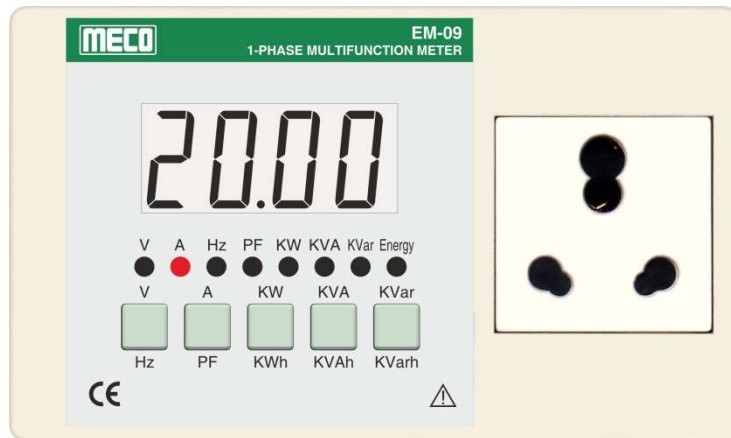 MECO
EM-09
1-PHASE MULTIFUNCTION METER
20.00
V A Hz PF KW KVA KVar Energy
V A KW KVA KVar
Hz PF KWh KVAh KVarh
CE